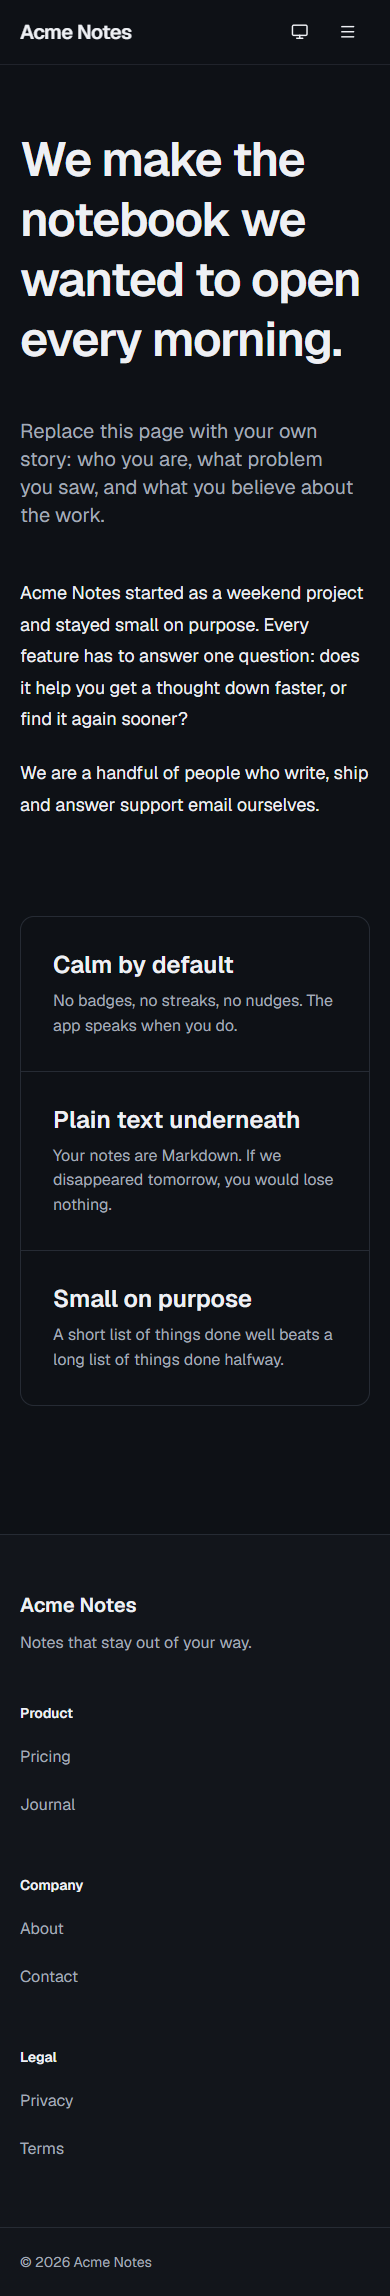 Acme Notes
We make the
notebook we
wanted to open
every morning.
Replace this page with your own
story: who you are, what problem
you saw, and what you believe about
the work.
Acme Notes started as a weekend project
and stayed small on purpose. Every
feature has to answer one question: does
it help you get a thought down faster, or
find it again sooner?
We are a handful of people who write, ship
and answer support email ourselves.
Calm by default
No badges, no streaks, no nudges. The
app speaks when you do.
Plain text underneath
Your notes are Markdown. If we
disappeared tomorrow, you would lose
nothing.
Small on purpose
A short list of things done well beats a
long list of things done halfway.
Acme Notes
Notes that stay out of your way.
Product
Pricing
Journal
Company
About
Contact
Legal
Privacy
Terms
© 2026 Acme Notes